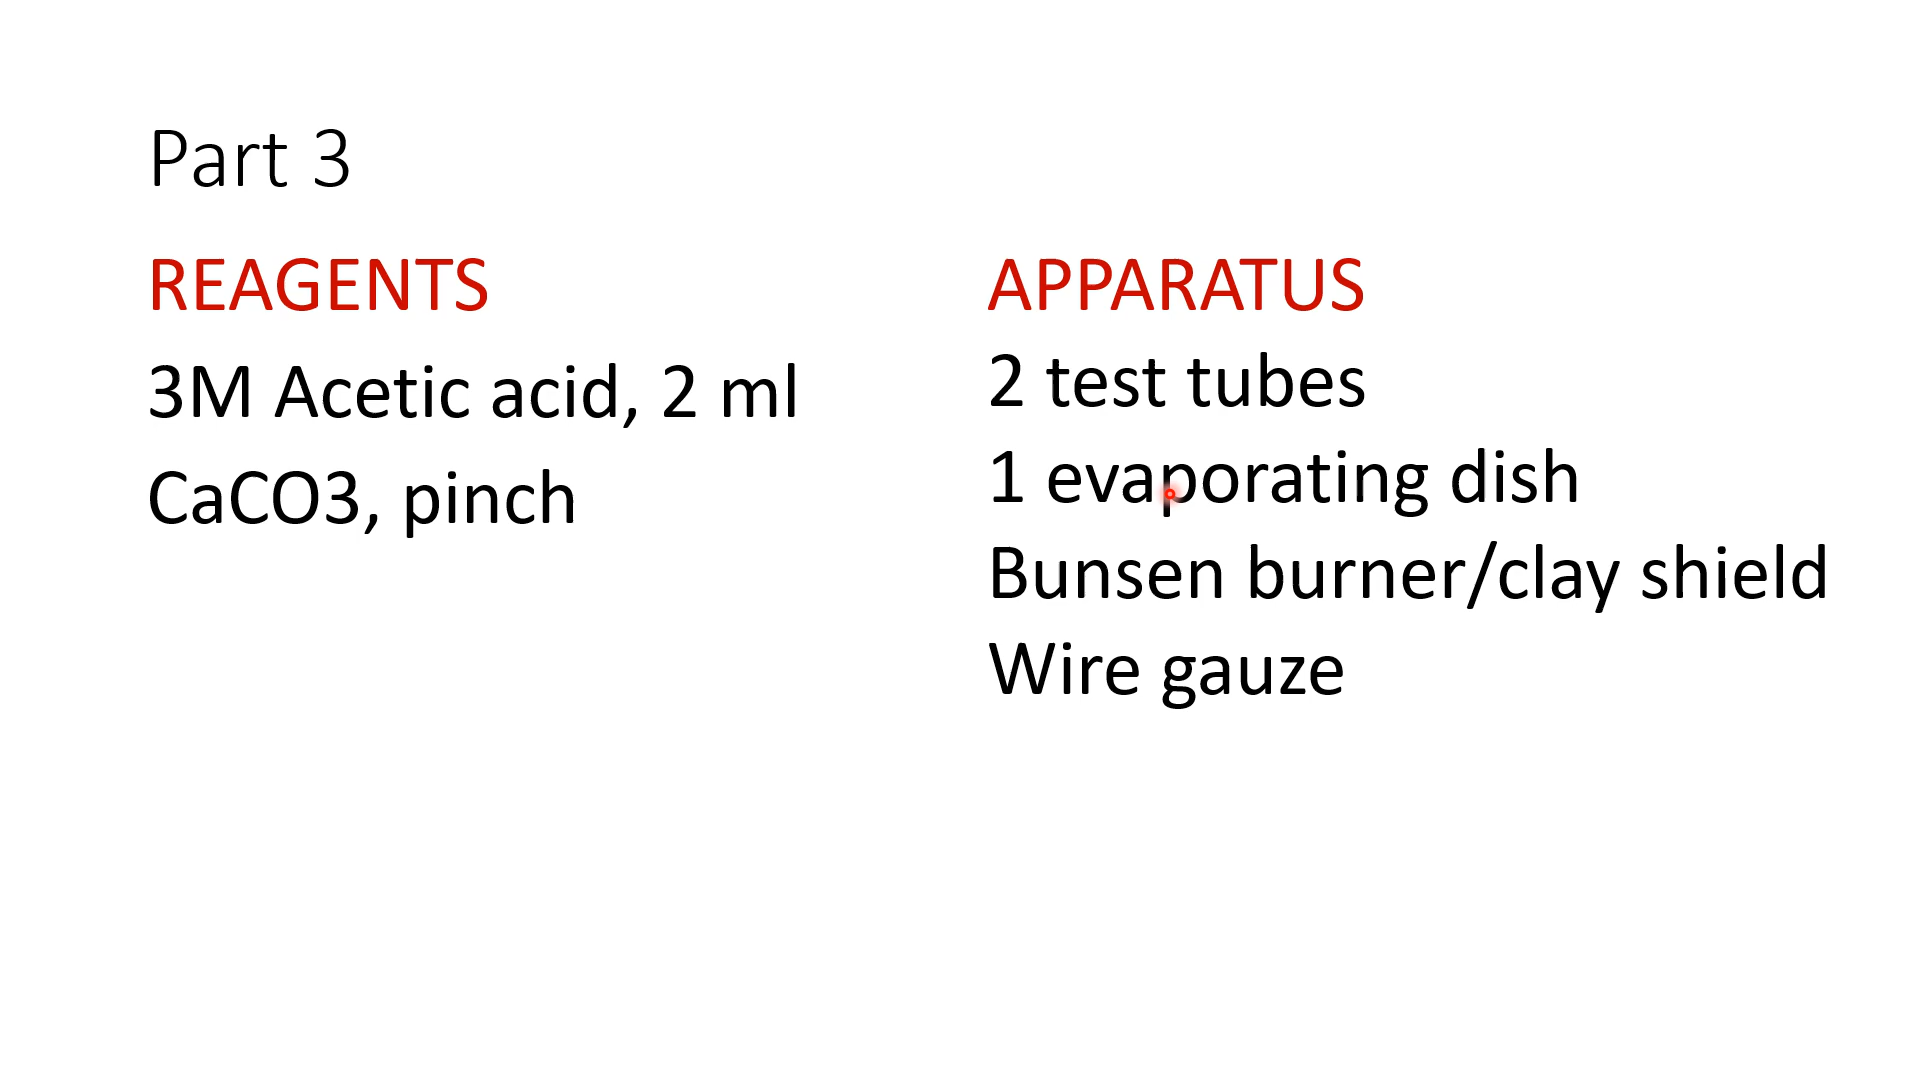 Part 3
REAGENTS
3M Acetic acid, 2 ml
CaCO3, pinch
APPARATUS
2 test tubes
1 evaporating dish
Bunsen burner/clay shield
Wire gauze